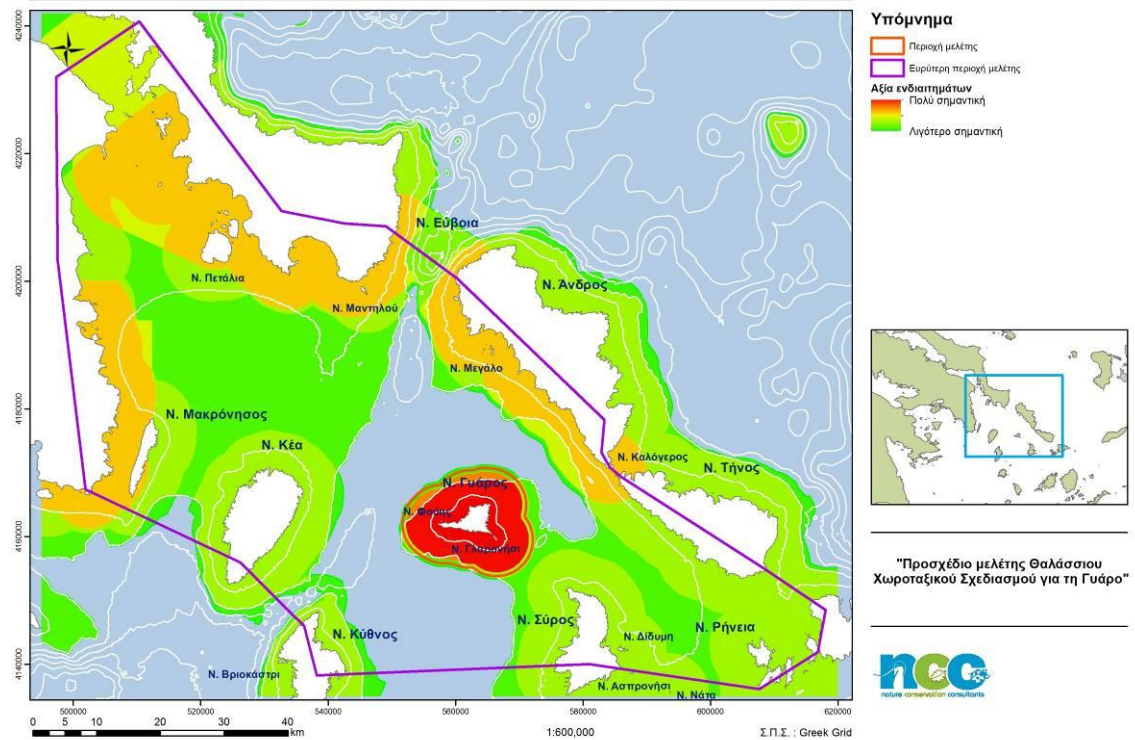 4240000
4220000
4200000
4180000
4160000
4140000
Ν. Εύβοια
Ν. Πετάλια
Ν. Άνδρος
Ν. Μαντηλού
Ν. Μεγάλο
Ν. Μακρόνησος
Ν. Κέα
Ν. Καλόγερος
Ν. Τήνος
Ν. Γυάρος
Ν. Φούης
Ν. Γλαρονήσι
Ν. Σύρος
Ν. Δίδυμη
Ν. Ρήνεια
Ν. Κύθνος
Ν. Βριοκάστρι
Ν. Ασπρονήσι
Ν. Νάτα
500000 520000 540000 560000 580000 600000 620000
0 5 10 20 30 40
km
1:600,000
Σ.Π.Σ. : Greek Grid
Υπόμνημα
Περιοχή μελέτης
Ευρύτερη περιοχή μελέτης
Αξία ενδιαιτημάτων
Πολύ σημαντική
Λιγότερο σημαντική
"Προσχέδιο μελέτης Θαλάσσιου
Χωροταξικού Σχεδιασμού για τη Γυάρο"
ncc
nature conservation consultants